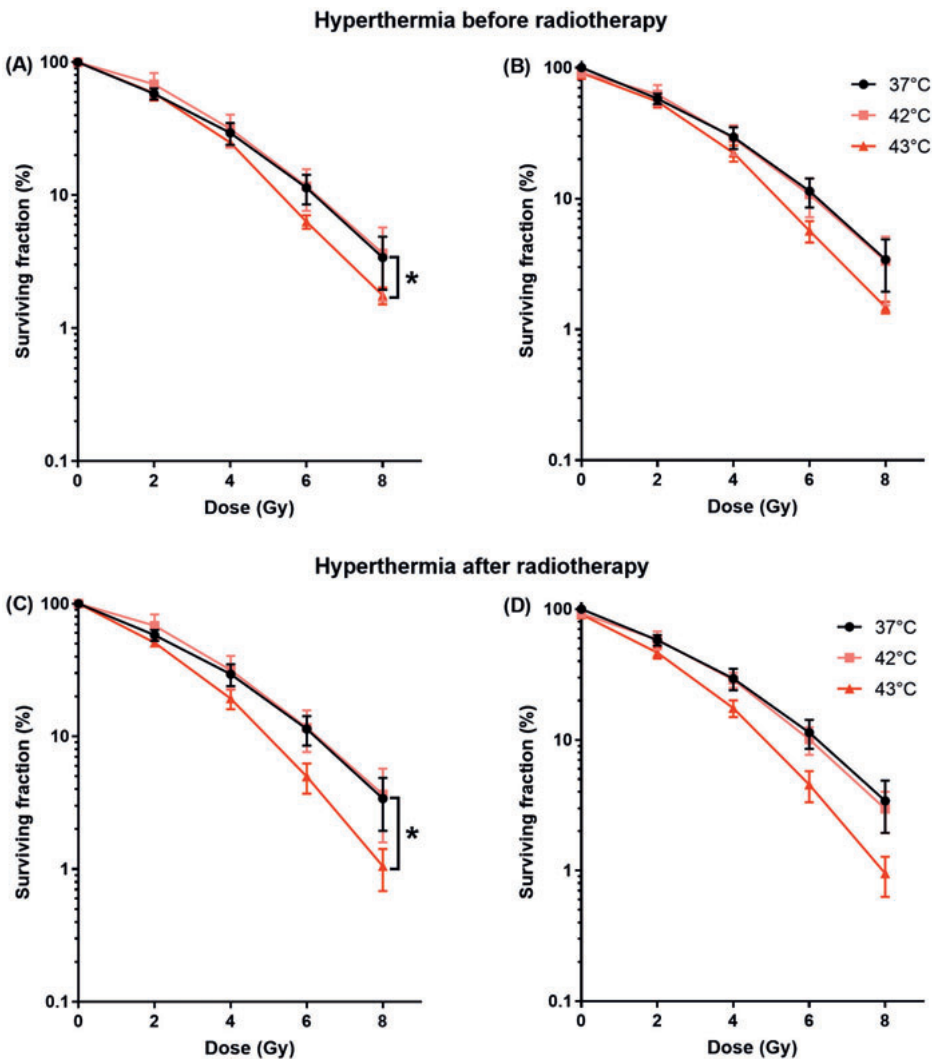 Hyperthermia before radiotherapy
(A)
Surviving fraction (%)
100
10
1
0.1
0 2 4 6 8
Dose (Gy)
*
(B)
Surviving fraction (%)
100
10
1
0.1
0 2 4 6 8
Dose (Gy)
37°C
42°C
43°C
Hyperthermia after radiotherapy
(C)
Surviving fraction (%)
100
10
1
0.1
0 2 4 6 8
Dose (Gy)
*
(D)
Surviving fraction (%)
100
10
1
0.1
0 2 4 6 8
Dose (Gy)
37°C
42°C
43°C